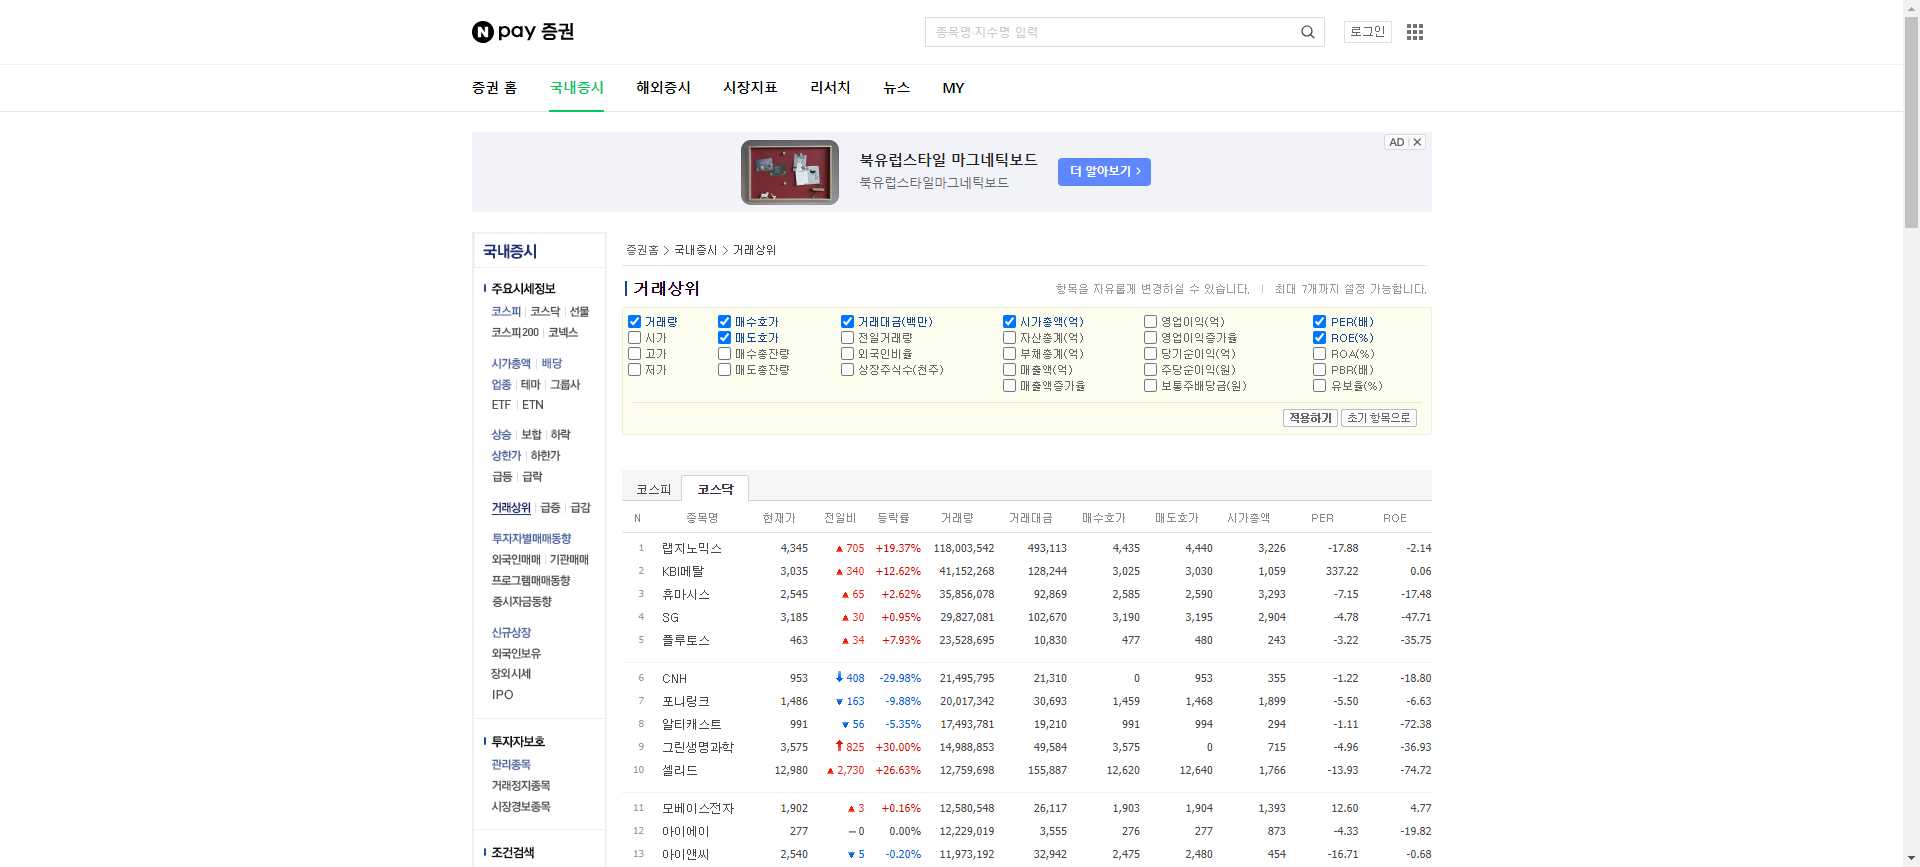 N pay 증권
종목명·지수명 입력
로그인
증권 홈 국내증시 해외증시 시장지표 리서치 뉴스 MY
AD
북유럽스타일 마그네틱보드
북유럽스타일마그네틱보드
더 알아보기
국내증시
주요시세정보
코스피 코스닥 선물
코스피200 코넥스
시가총액 배당
업종 테마 그룹사
ETF ETN
상승 보합 하락
상한가 하한가
급등 급락
거래상위 급증 급감
투자자별매매동향
외국인매매 기관매매
프로그램매매동향
증시자금동향
신규상장
외국인보유
장외시세
IPO
투자자보호
관리종목
거래정지종목
시장경보종목
조건검색
증권홈 > 국내증시 > 거래상위
거래상위
항목을 자유롭게 변경하실 수 있습니다. 최대 7개까지 설정 가능합니다.
거래량 매수호가 거래대금(백만) 시가총액(억) 영업이익(억) PER(배)
시가 매도호가 전일거래량 자산총계(억) 영업이익증가율 ROE(%)
고가 매수총잔량 외국인비율 부채총계(억) 당기순이익(억) ROA(%)
저가 매도총잔량 상장주식수(천주) 매출액(억) 주당순이익(원) PBR(배)
매출액증가율 보통주배당금(원) 유보율(%)
적용하기 초기 항목으로
코스피 코스닥
N 종목명 현재가 전일비 등락률 거래량 거래대금 매수호가 매도호가 시가총액 PER ROE
1 랩지노믹스 4,345 ▲ 705 +19.37% 118,003,542 493,113 4,435 4,440 3,226 -17.88 -2.14
2 KBI메탈 3,035 ▲ 340 +12.62% 41,152,268 128,244 3,025 3,030 1,059 337.22 0.06
3 휴마시스 2,545 ▲ 65 +2.62% 35,856,078 92,869 2,585 2,590 3,293 -7.15 -17.48
4 SG 3,185 ▲ 30 +0.95% 29,827,081 102,670 3,190 3,195 2,904 -4.78 -47.71
5 플루토스 463 ▲ 34 +7.93% 23,528,695 10,830 477 480 243 -3.22 -35.75
6 CNH 953 ↓ 408 -29.98% 21,495,795 21,310 0 953 355 -1.22 -18.80
7 포니링크 1,486 ▼ 163 -9.88% 20,017,342 30,693 1,459 1,468 1,899 -5.50 -6.63
8 알티캐스트 991 ▼ 56 -5.35% 17,493,781 19,210 991 994 294 -1.11 -72.38
9 그린생명과학 3,575 ↑ 825 +30.00% 14,988,853 49,584 3,575 0 715 -4.96 -36.93
10 셀리드 12,980 ▲ 2,730 +26.63% 12,759,698 155,887 12,620 12,640 1,766 -13.93 -74.72
11 모베이스전자 1,902 ▲ 3 +0.16% 12,580,548 26,117 1,903 1,904 1,393 12.60 4.77
12 아이에이 277 – 0 0.00% 12,229,019 3,555 276 277 873 -4.33 -19.82
13 아이앤씨 2,540 ▼ 5 -0.20% 11,973,192 32,942 2,475 2,480 454 -16.71 -0.68